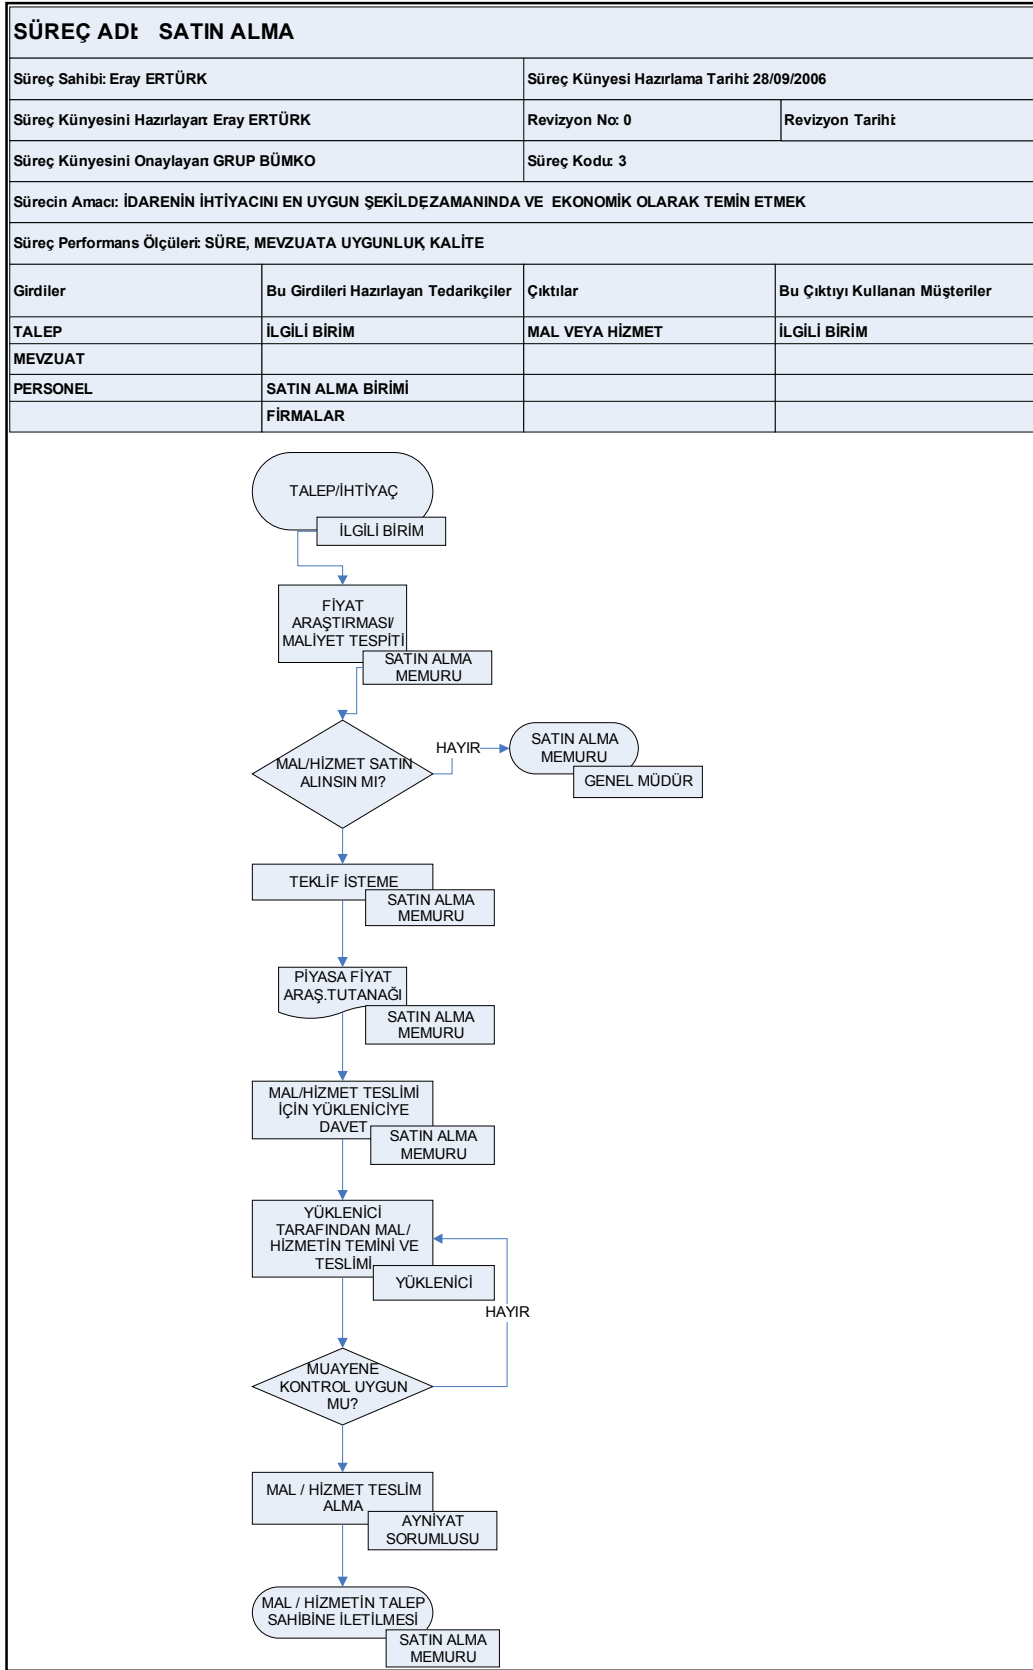 SÜREÇ ADI: SATIN ALMA
Süreç Sahibi: Eray ERTÜRK
Süreç Künyesi Hazırlama Tarihi: 28/09/2006
Süreç Künyesini Hazırlayan: Eray ERTÜRK
Revizyon No: 0
Revizyon Tarihi:
Süreç Künyesini Onaylayan: GRUP BÜMKO
Süreç Kodu: 3
Sürecin Amacı: İDARENİN İHTİYACINI EN UYGUN ŞEKİLDE,ZAMANINDA VE EKONOMİK OLARAK TEMİN ETMEK
Süreç Performans Ölçüleri: SÜRE, MEVZUATA UYGUNLUK, KALİTE
Girdiler
Bu Girdileri Hazırlayan Tedarikçiler
Çıktılar
Bu Çıktıyı Kullanan Müşteriler
TALEP
İLGİLİ BİRİM
MAL VEYA HİZMET
İLGİLİ BİRİM
MEVZUAT
PERSONEL
SATIN ALMA BİRİMİ
FİRMALAR
TALEP/İHTİYAÇ
İLGİLİ BİRİM
FİYAT
ARAŞTIRMASI/
MALİYET TESPİTİ
SATIN ALMA
MEMURU
MAL/HİZMET SATIN
ALINSIN MI?
HAYIR
SATIN ALMA
MEMURU
GENEL MÜDÜR
TEKLİF İSTEME
SATIN ALMA
MEMURU
PİYASA FİYAT
ARAŞ.TUTANAĞI
SATIN ALMA
MEMURU
MAL/HİZMET TESLİMİ
İÇİN YÜKLENİCİYE
DAVET
SATIN ALMA
MEMURU
YÜKLENİCİ
TARAFINDAN MAL/
HİZMETİN TEMİNİ VE
TESLİMİ
YÜKLENİCİ
HAYIR
MUAYENE
KONTROL UYGUN
MU?
MAL / HİZMET TESLİM
ALMA
AYNİYAT
SORUMLUSU
MAL / HİZMETİN TALEP
SAHİBİNE İLETİLMESİ
SATIN ALMA
MEMURU